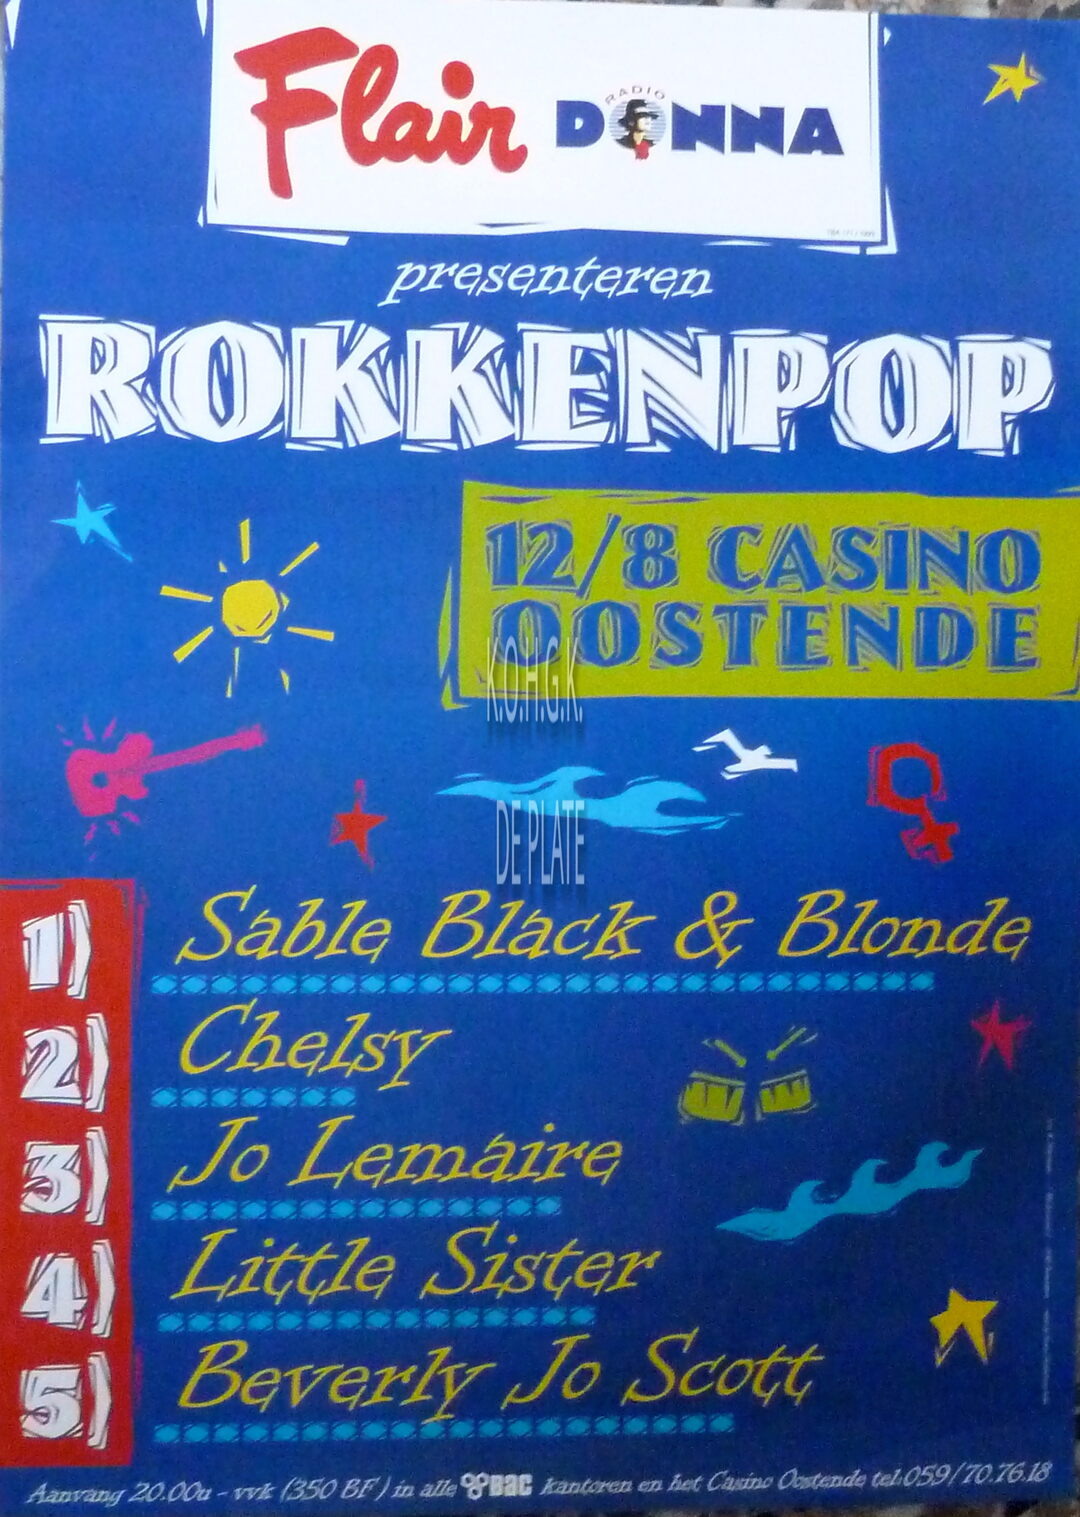 Flair RADIO DONNA
presenteren
ROKKENPOP
12/8 CASINO
OOSTENDE
K.O.H.G.K.
DE PLATE
1) Sable Black & Blonde
2) Chelsy
3) Jo Lemaire
4) Little Sister
5) Beverly Jo Scott
Aanvang 20.00u - vvk (350 BF) in alle BAC kantoren en het Casino Oostende tel.059/70.76.18